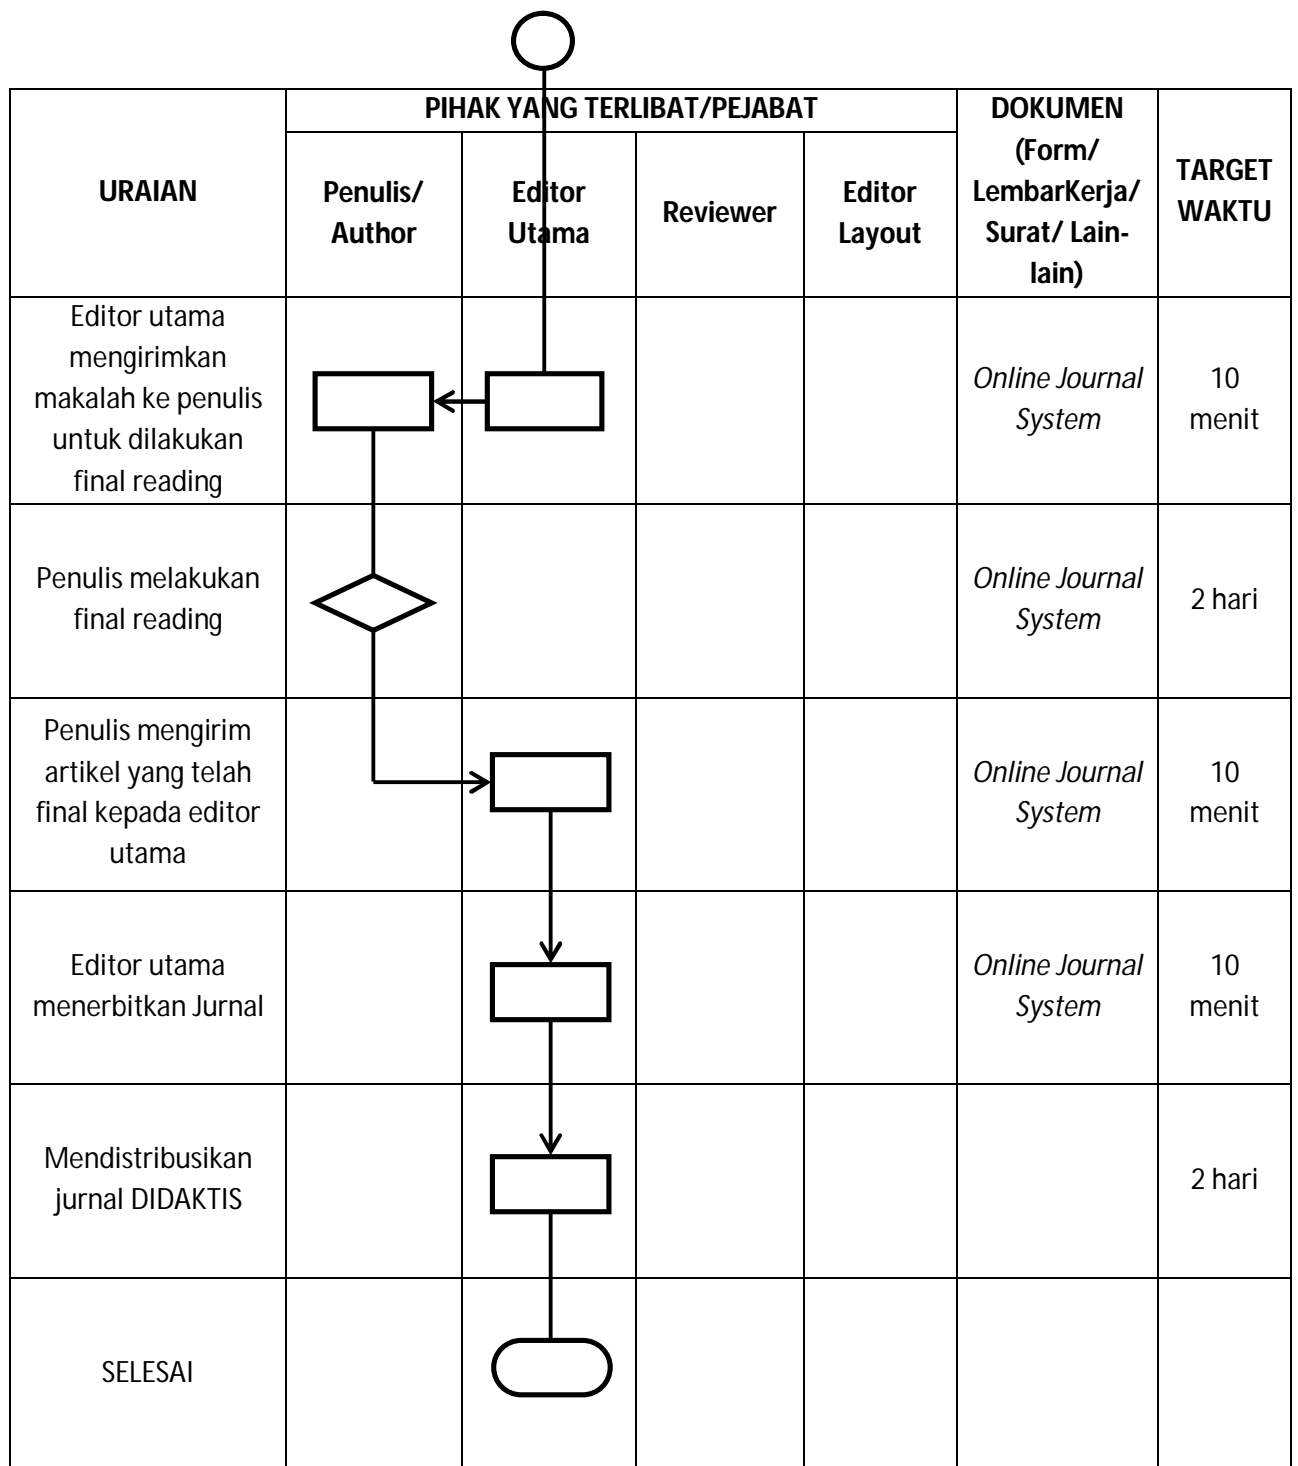 URAIAN
PIHAK YANG TERLIBAT/PEJABAT
Penulis/
Author
Editor
Utama
Reviewer
Editor
Layout
DOKUMEN
(Form/
LembarKerja/
Surat/ Lain-
lain)
TARGET
WAKTU
Editor utama
mengirimkan
makalah ke penulis
untuk dilakukan
final reading
Online Journal
System
10
menit
Penulis melakukan
final reading
Online Journal
System
2 hari
Penulis mengirim
artikel yang telah
final kepada editor
utama
Online Journal
System
10
menit
Editor utama
menerbitkan Jurnal
Online Journal
System
10
menit
Mendistribusikan
jurnal DIDAKTIS
2 hari
SELESAI